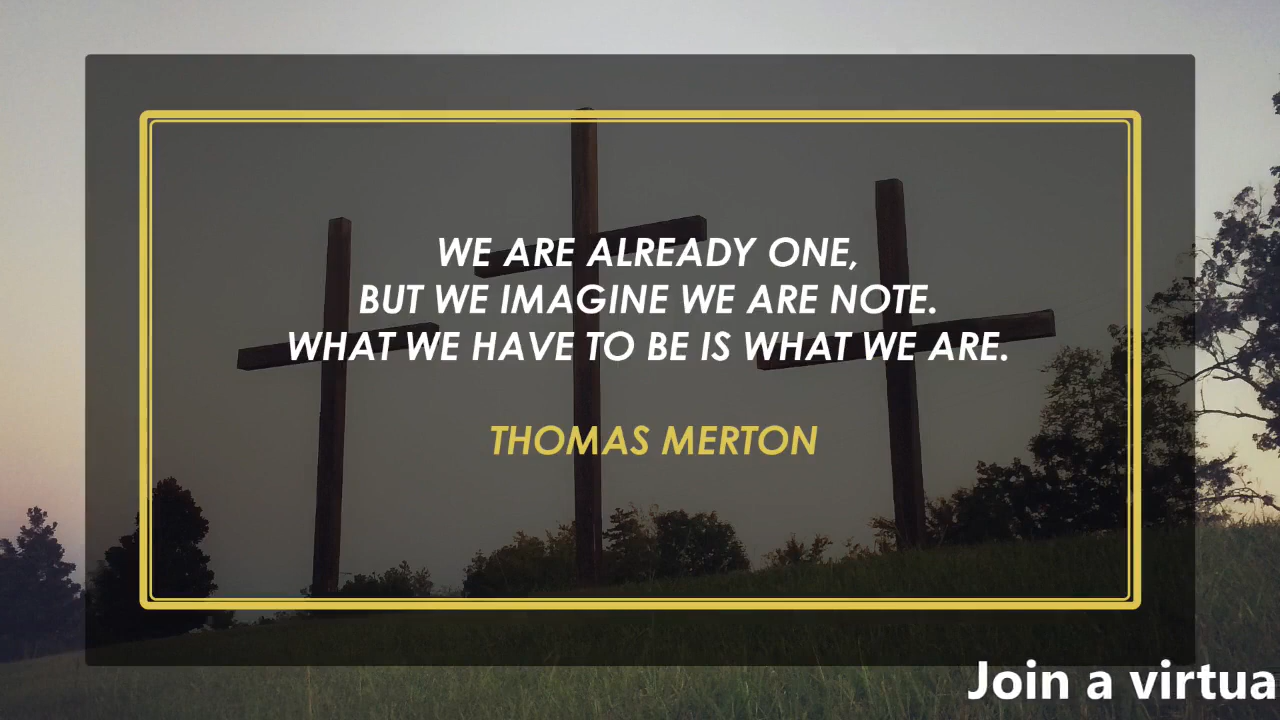 WE ARE ALREADY ONE,
BUT WE IMAGINE WE ARE NOTE.
WHAT WE HAVE TO BE IS WHAT WE ARE.
THOMAS MERTON
Join a virtua